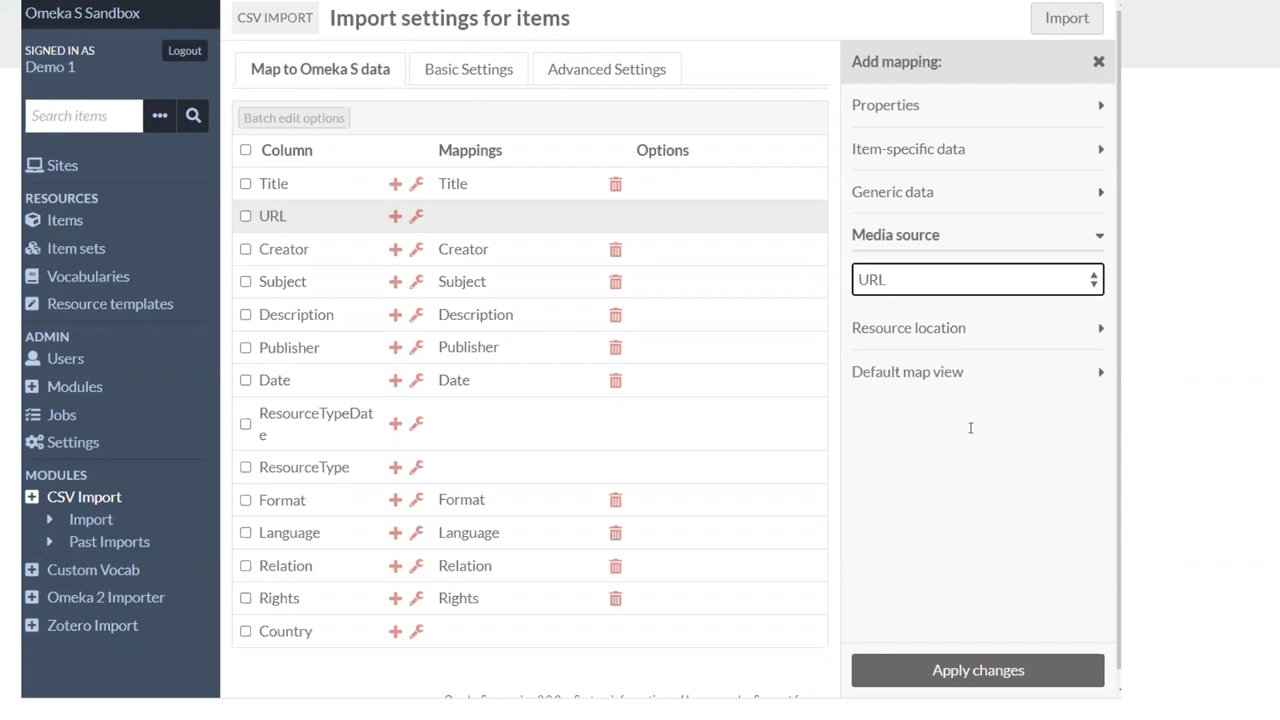 Omeka S Sandbox
SIGNED IN AS
Demo 1
Logout
Search items
Sites
RESOURCES
Items
Item sets
Vocabularies
Resource templates
ADMIN
Users
Modules
Jobs
Settings
MODULES
CSV Import
Import
Past Imports
Custom Vocab
Omeka 2 Importer
Zotero Import
CSV IMPORT
Import settings for items
Import
Map to Omeka S data
Basic Settings
Advanced Settings
Batch edit options
Column Mappings Options
Title Title
URL
Creator Creator
Subject Subject
Description Description
Publisher Publisher
Date Date
ResourceTypeDat
e
ResourceType
Format Format
Language Language
Relation Relation
Rights Rights
Country
Add mapping:
Properties
Item-specific data
Generic data
Media source
URL
Resource location
Default map view
Apply changes